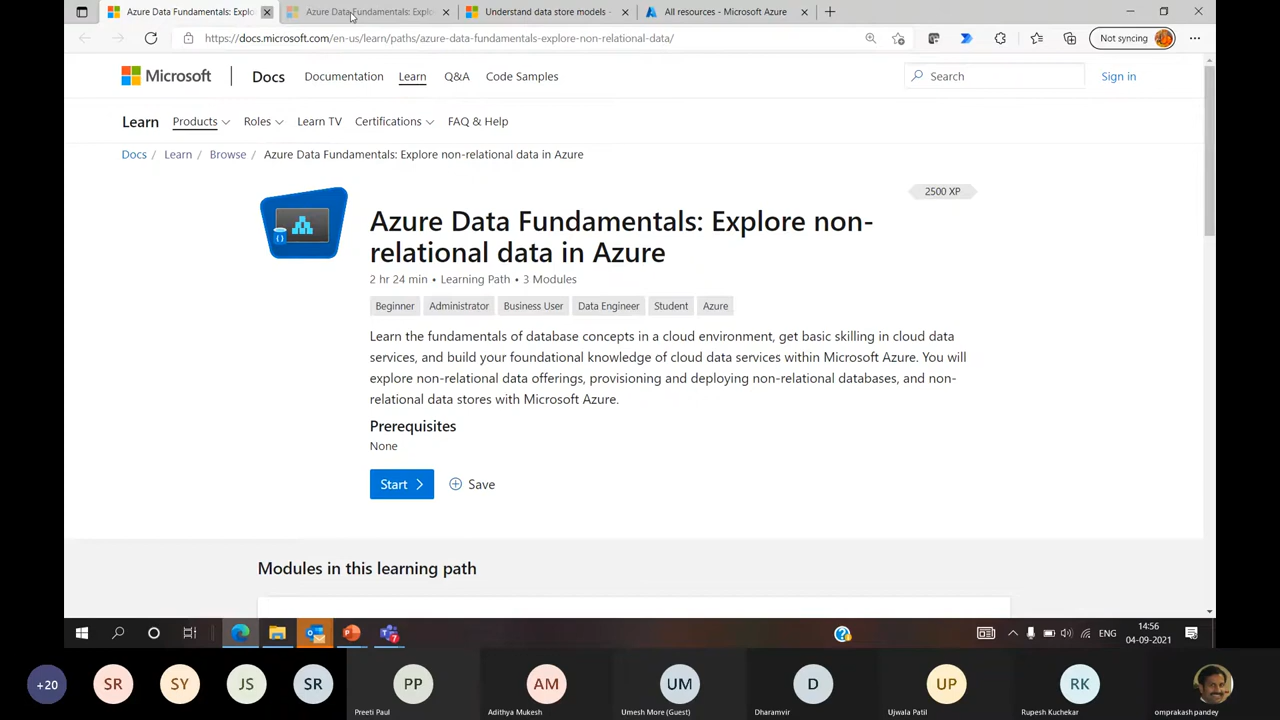 Azure Data Fundamentals: Explo
Azure Data Fundamentals: Explo
Understand data store models -
All resources - Microsoft Azure
https://docs.microsoft.com/en-us/learn/paths/azure-data-fundamentals-explore-non-relational-data/
Not syncing
Microsoft
Docs
Documentation
Learn
Q&A
Code Samples
Search
Sign in
Learn
Products
Roles
Learn TV
Certifications
FAQ & Help
Docs / Learn / Browse / Azure Data Fundamentals: Explore non-relational data in Azure
2500 XP
Azure Data Fundamentals: Explore non-
relational data in Azure
2 hr 24 min • Learning Path • 3 Modules
Beginner
Administrator
Business User
Data Engineer
Student
Azure
Learn the fundamentals of database concepts in a cloud environment, get basic skilling in cloud data
services, and build your foundational knowledge of cloud data services within Microsoft Azure. You will
explore non-relational data offerings, provisioning and deploying non-relational databases, and non-
relational data stores with Microsoft Azure.
Prerequisites
None
Start
Save
Modules in this learning path
ENG
14:56
04-09-2021
+20
SR
SY
JS
SR
PP
Preeti Paul
AM
Adithya Mukesh
UM
Umesh More (Guest)
D
Dharamvir
UP
Ujwala Patil
RK
Rupesh Kuchekar
omprakash pandey